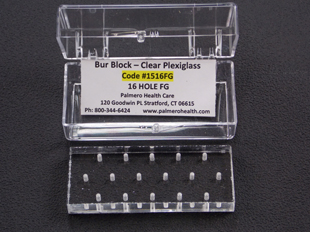 Bur Block – Clear Plexiglass
Code #1516FG
16 HOLE FG
Palmero Health Care
120 Goodwin PL Stratford, CT 06615
Ph: 800-344-6424 www.palmerohealth.com